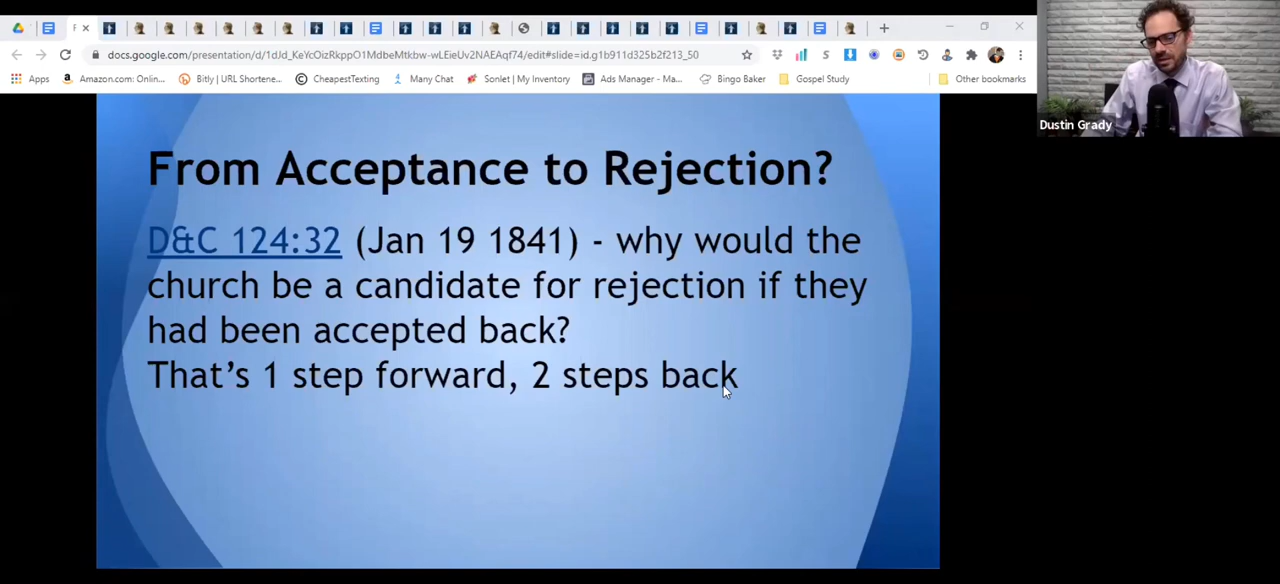 F
docs.google.com/presentation/d/1dJd_KeYcOizRkppO1MdbeMtkbw-wLEieUx2NAEAqf74/edit#slide=id.g1b911d325b2f213_50
Apps Amazon.com: Onlin... Bitly | URL Shortene... CheapestTexting Many Chat Sonlet | My Inventory Ads Manager - Ma... Bingo Baker Gospel Study Other bookmarks
Dustin Grady
From Acceptance to Rejection?
D&C 124:32 (Jan 19 1841) - why would the
church be a candidate for rejection if they
had been accepted back?
That's 1 step forward, 2 steps back